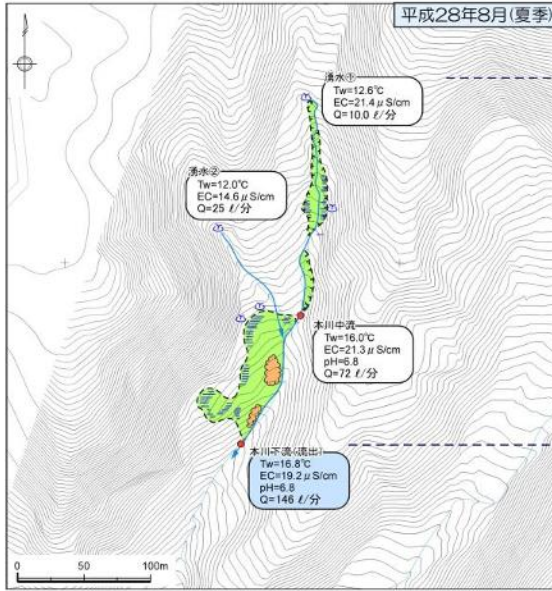 平成28年8月(夏季)
湧水①
Tw=12.6℃
EC=21.4μS/cm
Q=10.0 ℓ/分
湧水②
Tw=12.0℃
EC=14.6μS/cm
Q=25 ℓ/分
本川中流
Tw=16.0℃
EC=21.3μS/cm
pH=6.8
Q=72 ℓ/分
本川下流(流出)
Tw=16.8℃
EC=19.2μS/cm
pH=6.8
Q=146 ℓ/分
0 50 100m